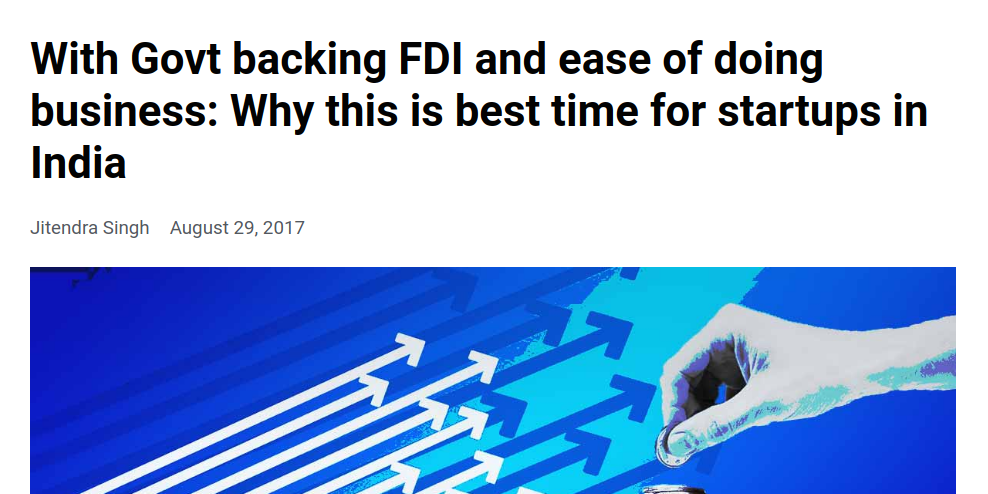 With Govt backing FDI and ease of doing
business: Why this is best time for startups in
India
Jitendra Singh August 29, 2017